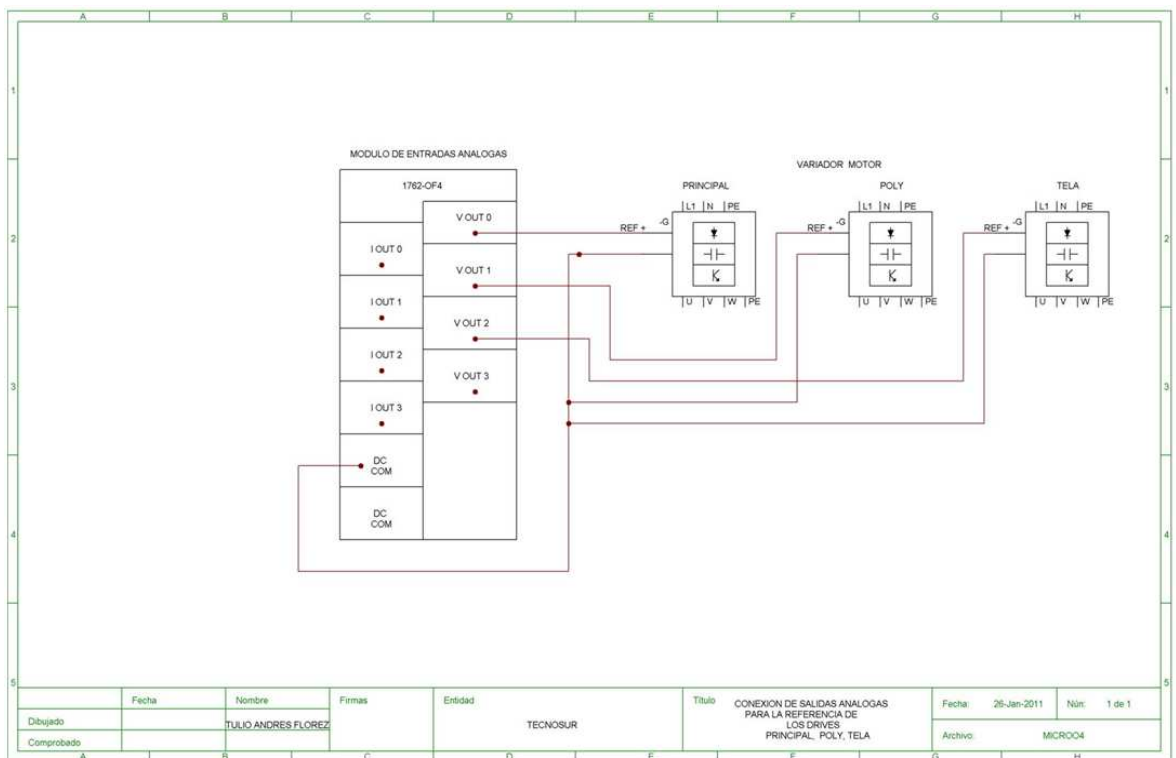 A B C D E F G H
1 1
MODULO DE ENTRADAS ANALOGAS
VARIADOR MOTOR
1762-OF4
PRINCIPAL POLY TELA
L1 N PE L1 N PE L1 N PE
V OUT 0
REF + -G REF + -G REF + -G
2 2
I OUT 0
V OUT 1
I OUT 1
U V W PE U V W PE U V W PE
V OUT 2
I OUT 2
V OUT 3
3 3
I OUT 3
DC
COM
DC
COM
4 4
5 5
Fecha Nombre Firmas Entidad Título
Dibujado
Comprobado
TULIO ANDRES FLOREZ
TECNOSUR
CONEXION DE SALIDAS ANALOGAS
PARA LA REFERENCIA DE
LOS DRIVES
PRINCIPAL, POLY, TELA
Fecha: 26-Jan-2011 Núm: 1 de 1
Archivo: MICROO4
A B C D E F G H